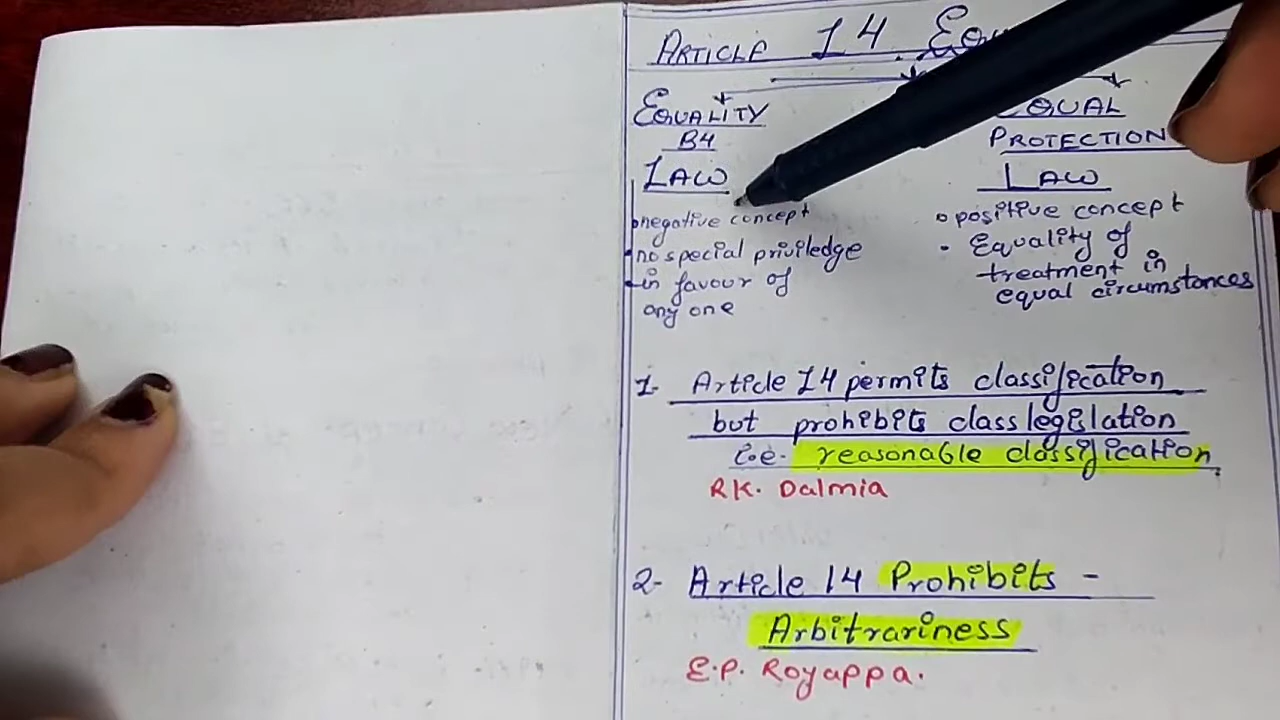 ARTICLE 14.
EQUALITY
B4
LAW
negative concept
no special priviledge
in favour of
any one
EQUAL
PROTECTION
LAW
positive concept
Equality of
treatment in
equal circumstances
1- Article 14 permits classification
but prohibits class legislation
i.e. reasonable classification.
RK. Dalmia
2- Article 14 Prohibits -
Arbitrariness
E.P. Royappa.